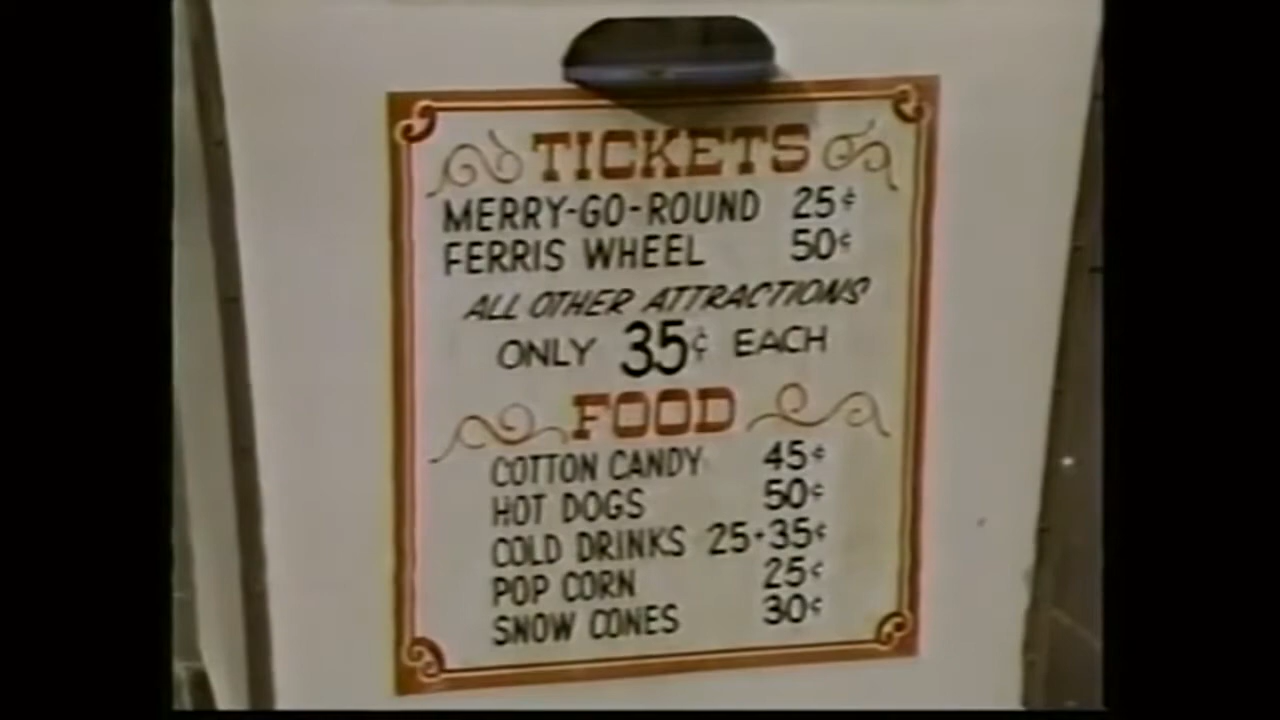 TICKETS
MERRY-GO-ROUND 25¢
FERRIS WHEEL 50¢
ALL OTHER ATTRACTIONS
ONLY 35¢ EACH
FOOD
COTTON CANDY 45¢
HOT DOGS 50¢
COLD DRINKS 25·35¢
POP CORN 25¢
SNOW CONES 30¢